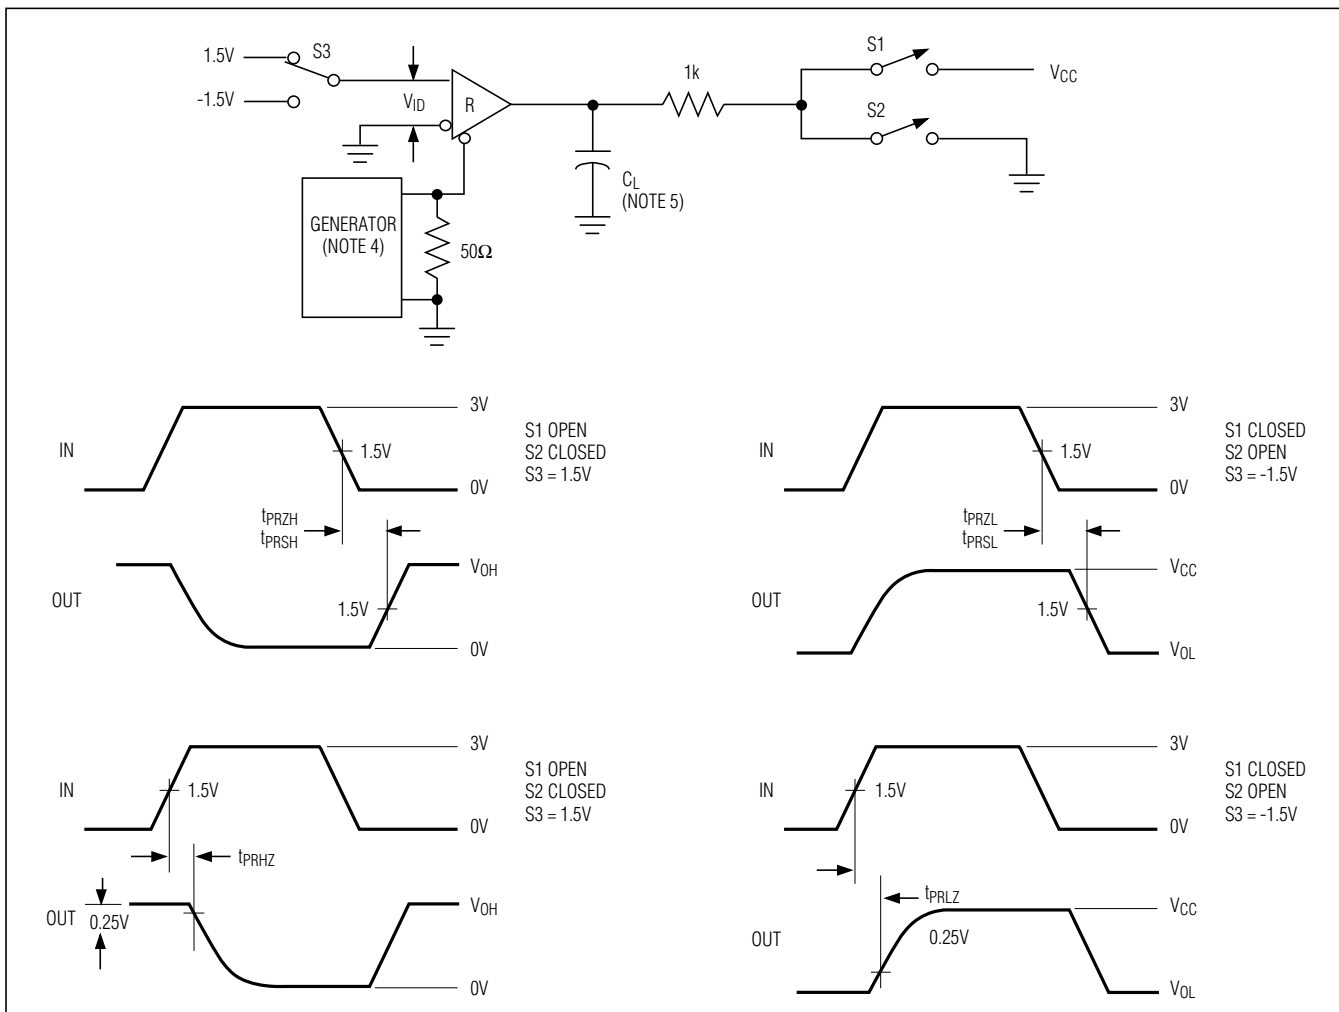 1.5V
S3
-1.5V
VID
R
1k
S1
VCC
S2
CL
(NOTE 5)
GENERATOR
(NOTE 4)
50Ω
IN
3V
1.5V
0V
S1 OPEN
S2 CLOSED
S3 = 1.5V
tPRZH
tPRSH
OUT
VOH
1.5V
0V
IN
3V
1.5V
0V
S1 CLOSED
S2 OPEN
S3 = -1.5V
tPRZL
tPRSL
OUT
VCC
1.5V
VOL
IN
3V
1.5V
0V
S1 OPEN
S2 CLOSED
S3 = 1.5V
tPRHZ
OUT
0.25V
VOH
0V
IN
3V
1.5V
0V
S1 CLOSED
S2 OPEN
S3 = -1.5V
tPRLZ
OUT
VCC
0.25V
VOL